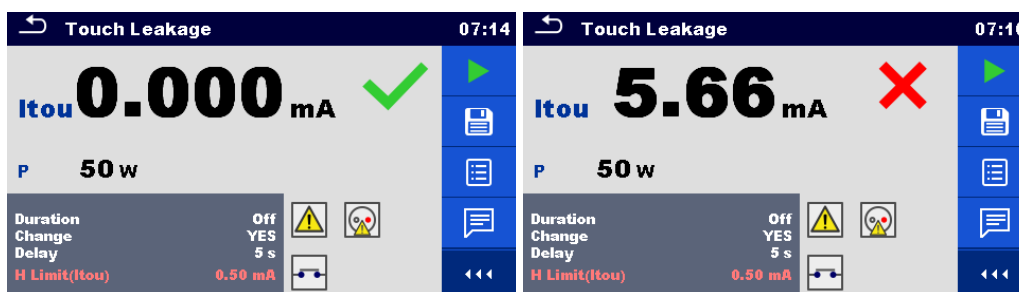 Touch Leakage 07:14
Itou 0.000 mA
P 50 W
Duration Off
Change YES
Delay 5 s
H Limit(Itou) 0.50 mA
Touch Leakage
Itou 5.66 mA
P 50 W
Duration Off
Change YES
Delay 5 s
H Limit(Itou) 0.50 mA